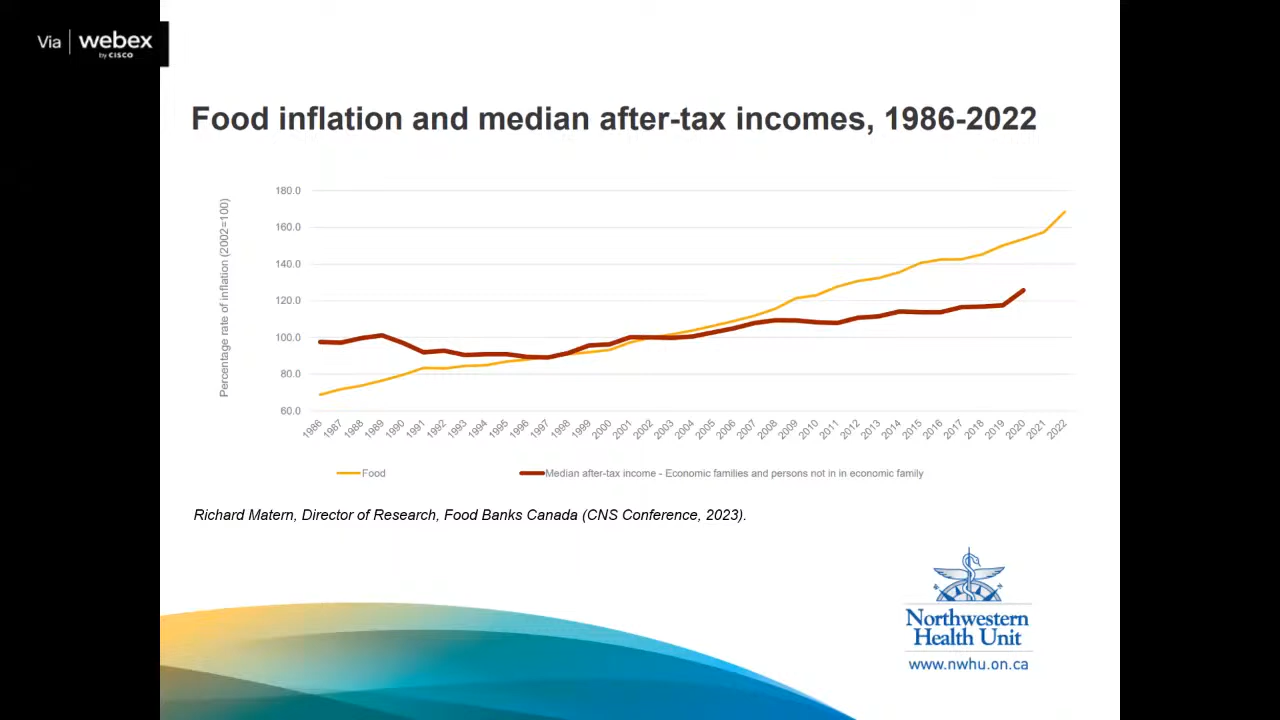 Via webex
by CISCO
Food inflation and median after-tax incomes, 1986-2022
Percentage rate of inflation (2002=100)
180.0
160.0
140.0
120.0
100.0
80.0
60.0
1986 1987 1988 1989 1990 1991 1992 1993 1994 1995 1996 1997 1998 1999 2000 2001 2002 2003 2004 2005 2006 2007 2008 2009 2010 2011 2012 2013 2014 2015 2016 2017 2018 2019 2020 2021 2022
Food Median after-tax income - Economic families and persons not in in economic family
Richard Matern, Director of Research, Food Banks Canada (CNS Conference, 2023).
N N
Northwestern
Health Unit
www.nwhu.on.ca